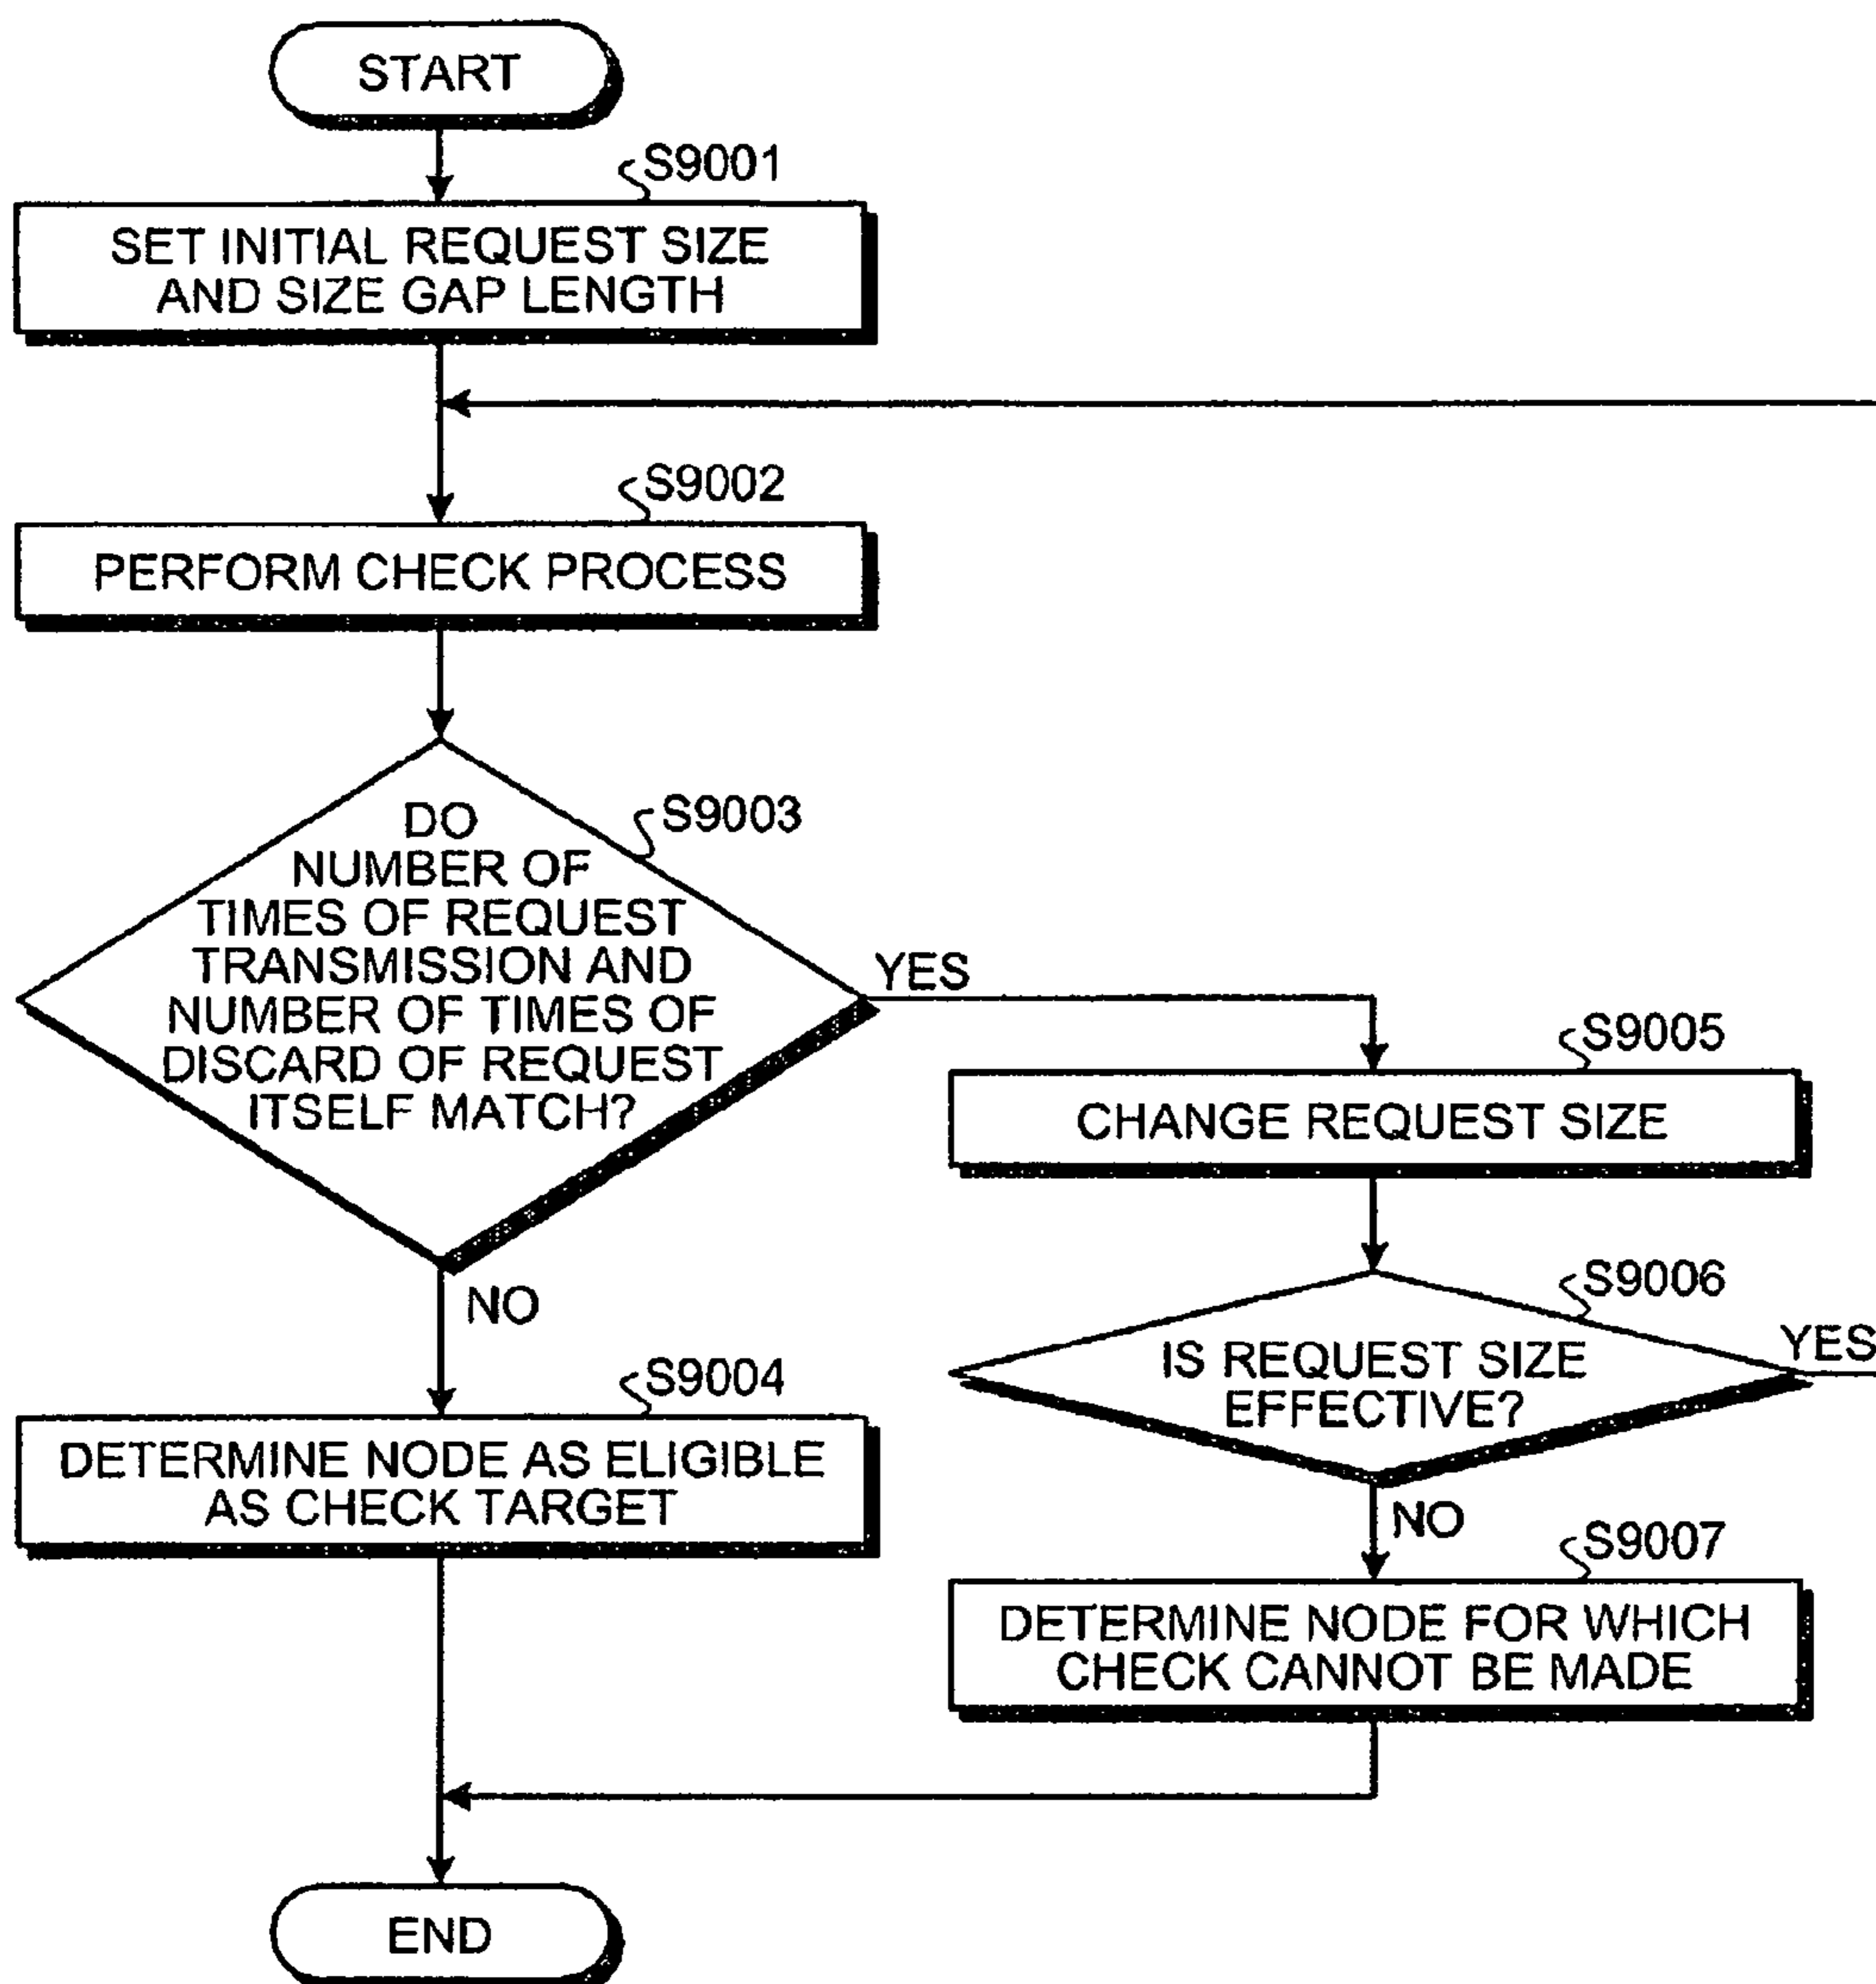 START
S9001
SET INITIAL REQUEST SIZE
AND SIZE GAP LENGTH
S9002
PERFORM CHECK PROCESS
S9003
DO
NUMBER OF
TIMES OF REQUEST
TRANSMISSION AND
NUMBER OF TIMES OF
DISCARD OF REQUEST
ITSELF MATCH?
YES
NO
S9004
DETERMINE NODE AS ELIGIBLE
AS CHECK TARGET
S9005
CHANGE REQUEST SIZE
S9006
IS REQUEST SIZE
EFFECTIVE?
YES
NO
S9007
DETERMINE NODE FOR WHICH
CHECK CANNOT BE MADE
END